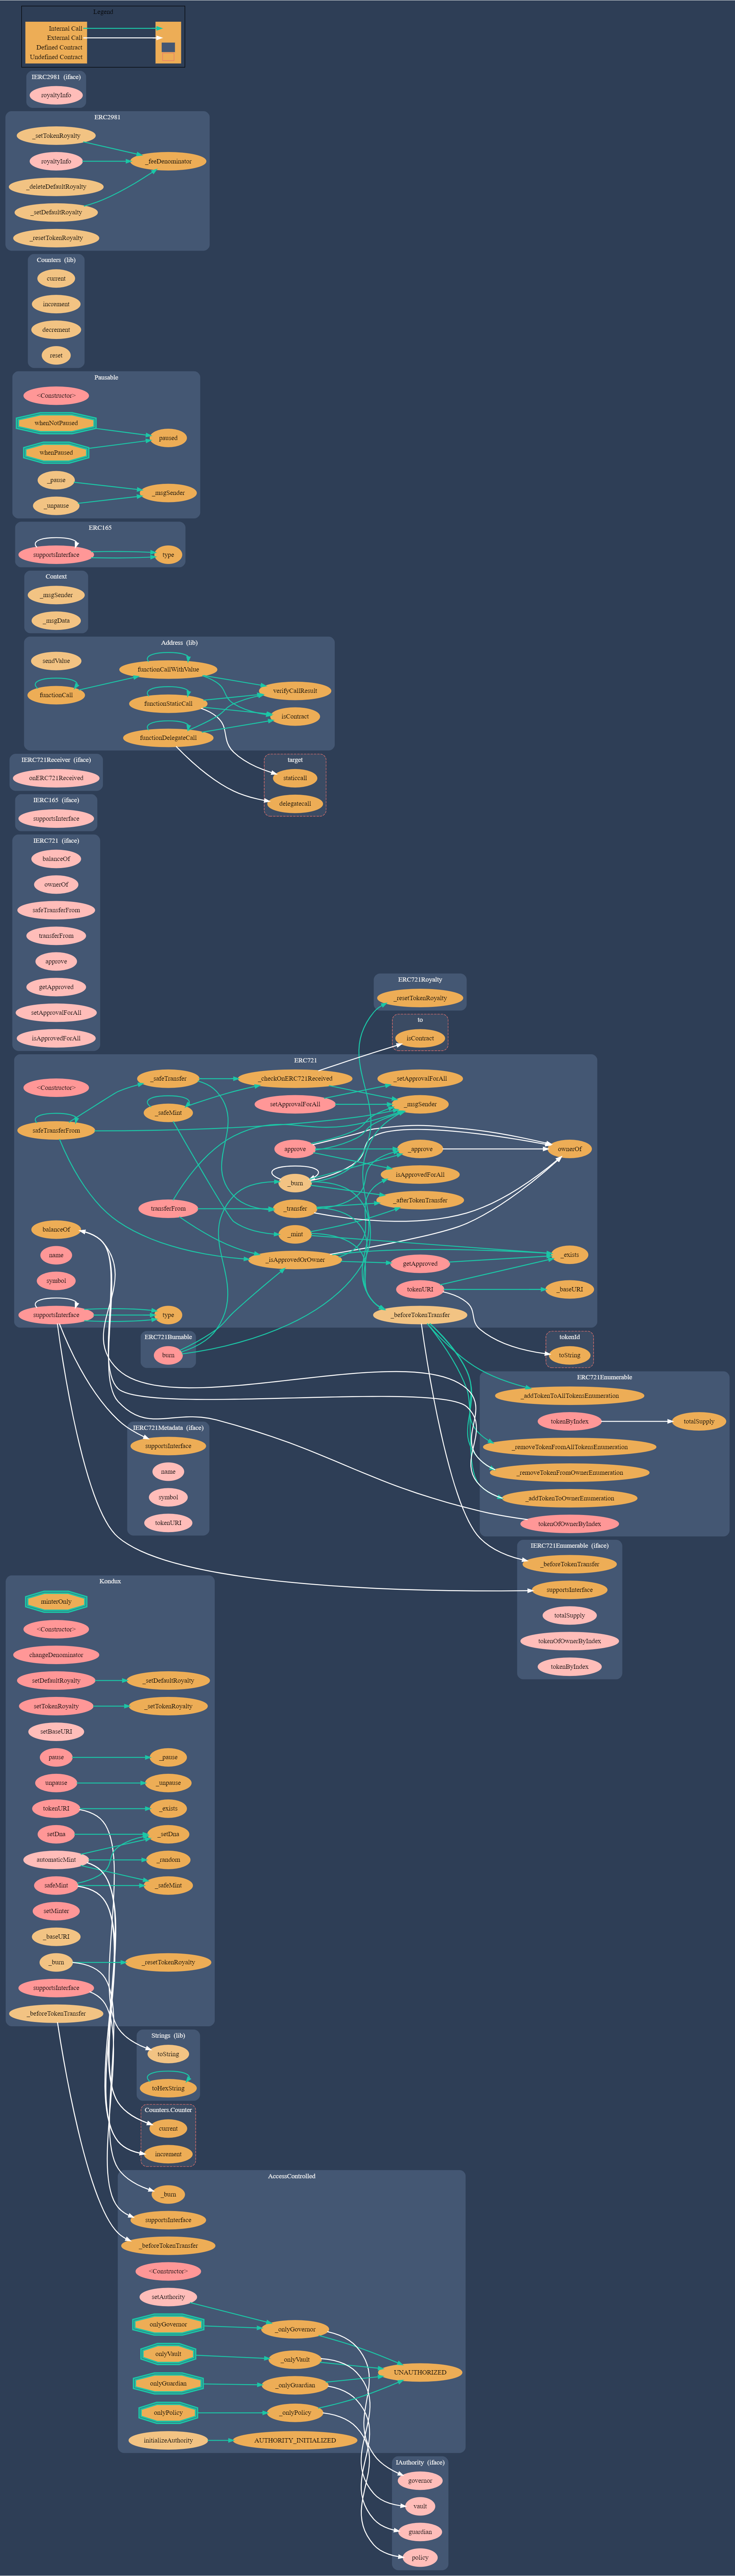 Legend
Internal Call
External Call
Defined Contract
Undefined Contract
IERC2981 (iface)
royaltyInfo
ERC2981
_setTokenRoyalty
royaltyInfo
_feeDenominator
_deleteDefaultRoyalty
_setDefaultRoyalty
_resetTokenRoyalty
Counters (lib)
current
increment
decrement
reset
Pausable
<Constructor>
whenNotPaused
paused
whenPaused
_pause
_msgSender
_unpause
ERC165
supportsInterface
type
Context
_msgSender
_msgData
Address (lib)
sendValue
functionCallWithValue
functionCall
verifyCallResult
functionStaticCall
isContract
functionDelegateCall
IERC721Receiver (iface)
target
onERC721Received
staticcall
IERC165 (iface)
delegatecall
supportsInterface
IERC721 (iface)
balanceOf
ownerOf
safeTransferFrom
transferFrom
approve
getApproved
setApprovalForAll
isApprovedForAll
ERC721Royalty
_resetTokenRoyalty
to
isContract
ERC721
_safeTransfer
_checkOnERC721Received
_setApprovalForAll
<Constructor>
setApprovalForAll
_msgSender
_safeMint
safeTransferFrom
approve
_approve
ownerOf
isApprovedForAll
_burn
_afterTokenTransfer
transferFrom
_transfer
balanceOf
_mint
name
_isApprovedOrOwner
getApproved
_exists
symbol
tokenURI
_baseURI
supportsInterface
type
_beforeTokenTransfer
ERC721Burnable
burn
tokenId
toString
ERC721Enumerable
_addTokenToAllTokensEnumeration
tokenByIndex
totalSupply
_removeTokenFromAllTokensEnumeration
_removeTokenFromOwnerEnumeration
_addTokenToOwnerEnumeration
tokenOfOwnerByIndex
IERC721Metadata (iface)
supportsInterface
name
symbol
tokenURI
IERC721Enumerable (iface)
_beforeTokenTransfer
supportsInterface
totalSupply
tokenOfOwnerByIndex
tokenByIndex
Kondux
minterOnly
<Constructor>
changeDenominator
setDefaultRoyalty
_setDefaultRoyalty
setTokenRoyalty
_setTokenRoyalty
setBaseURI
pause
_pause
unpause
_unpause
tokenURI
_exists
setDna
_setDna
automaticMint
_random
safeMint
_safeMint
setMinter
_baseURI
_burn
_resetTokenRoyalty
supportsInterface
_beforeTokenTransfer
Strings (lib)
toString
toHexString
Counters.Counter
current
increment
AccessControlled
_burn
supportsInterface
_beforeTokenTransfer
<Constructor>
setAuthority
onlyGovernor
_onlyGovernor
onlyVault
_onlyVault
UNAUTHORIZED
onlyGuardian
_onlyGuardian
onlyPolicy
_onlyPolicy
initializeAuthority
AUTHORITY_INITIALIZED
IAuthority (iface)
governor
vault
guardian
policy